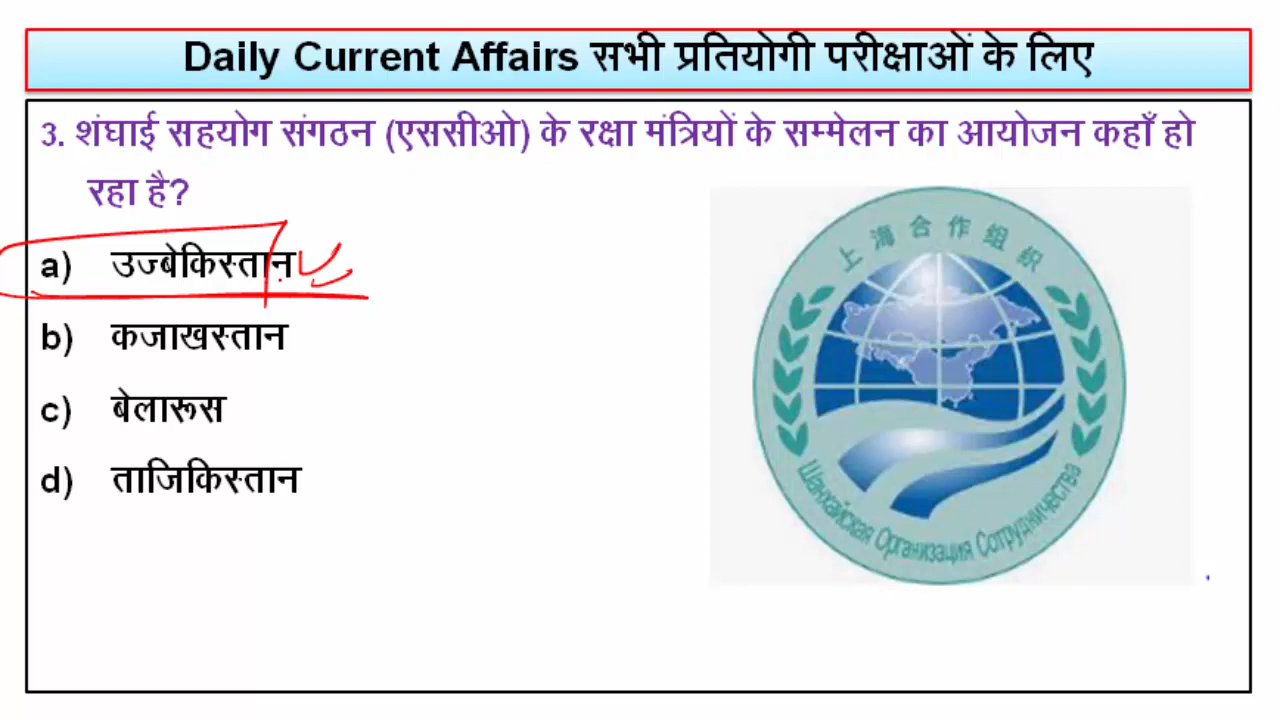 Daily Current Affairs सभी प्रतियोगी परीक्षाओं के लिए
3. शंघाई सहयोग संगठन (एससीओ) के रक्षा मंत्रियों के सम्मेलन का आयोजन कहाँ हो
रहा है?
a) उज्बेकिस्तान
b) कजाखस्तान
c) बेलारूस
d) ताजिकिस्तान
上海合作组织
Шанхайская Организация Сотрудничества